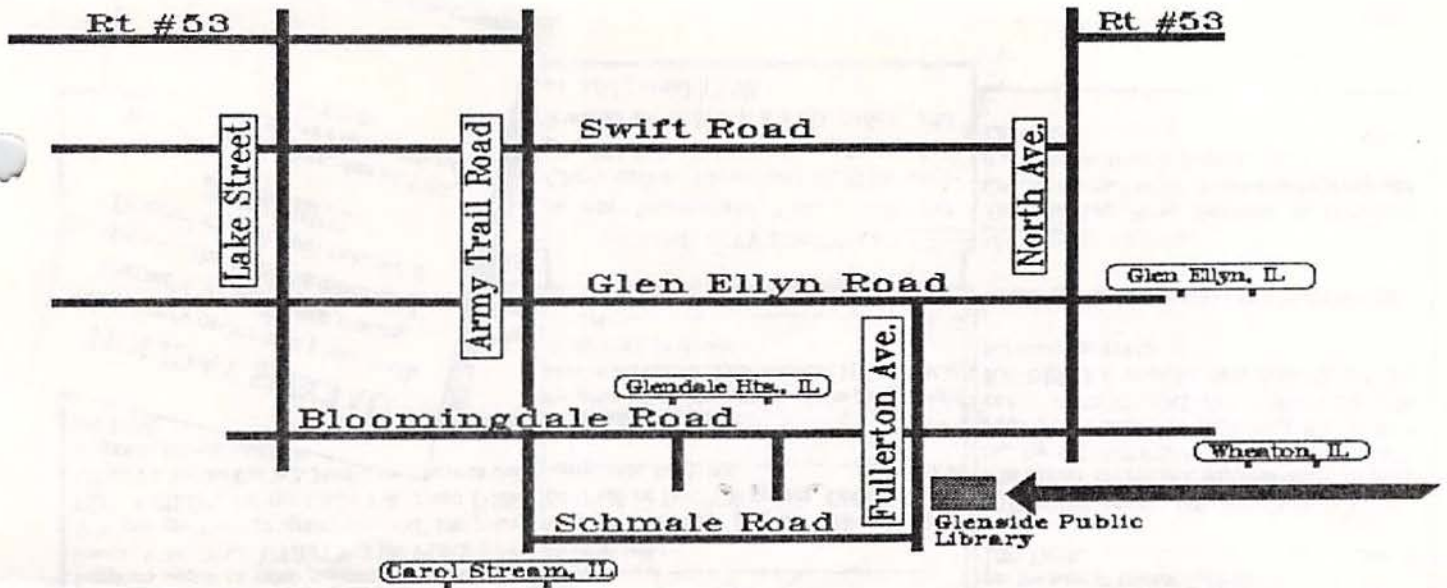 Rt #53
Rt #53
Swift Road
Lake Street
Army Trail Road
North Ave.
Glen Ellyn, IL
Glen Ellyn Road
Fullerton Ave.
Glendale Hts., IL
Bloomingdale Road
Wheaton, IL
Schmale Road
Glenside Public
Library
Carol Stream, IL